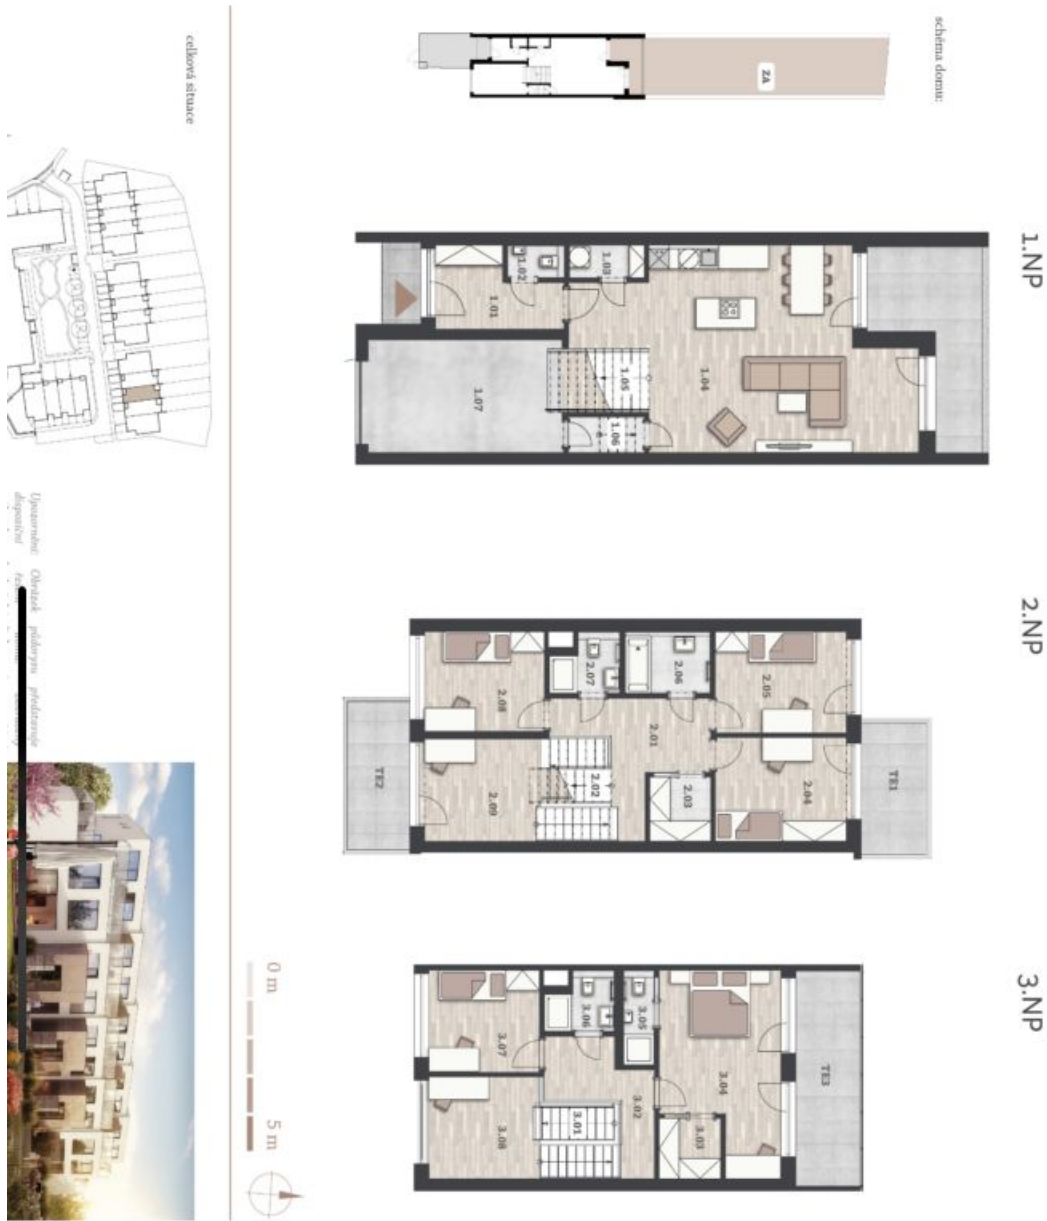 schéma domu:
ZA
celková situace
1.NP
1.01
1.02
1.03
1.04
1.05
1.06
1.07
2.NP
2.01
2.02
2.03
2.04
2.05
2.06
2.07
2.08
2.09
TE1
TE2
3.NP
3.01
3.02
3.03
3.04
3.05
3.06
3.07
3.08
TE3
0 m
5 m
Upozornění: Obrázek půdorysu představuje
dispoziční